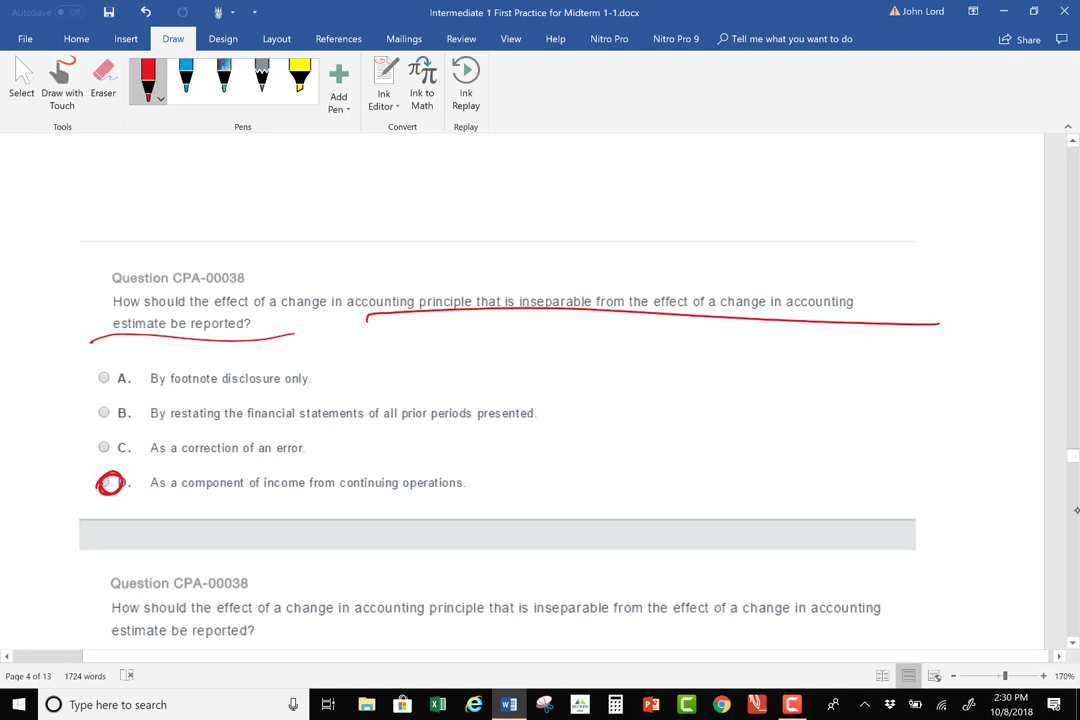 AutoSave Off
Intermediate 1 First Practice for Midterm 1-1.docx
John Lord
File Home Insert Draw Design Layout References Mailings Review View Help Nitro Pro Nitro Pro 9 Tell me what you want to do
Share
Select
Draw with Touch
Eraser
Add Pen
Ink Editor
Ink to Math
Ink Replay
Tools
Pens
Convert
Replay
Question CPA-00038
How should the effect of a change in accounting principle that is inseparable from the effect of a change in accounting
estimate be reported?
A. By footnote disclosure only.
B. By restating the financial statements of all prior periods presented.
C. As a correction of an error.
D. As a component of income from continuing operations.
Question CPA-00038
How should the effect of a change in accounting principle that is inseparable from the effect of a change in accounting
estimate be reported?
Page 4 of 13 1724 words
170%
Type here to search
2:30 PM
10/8/2018